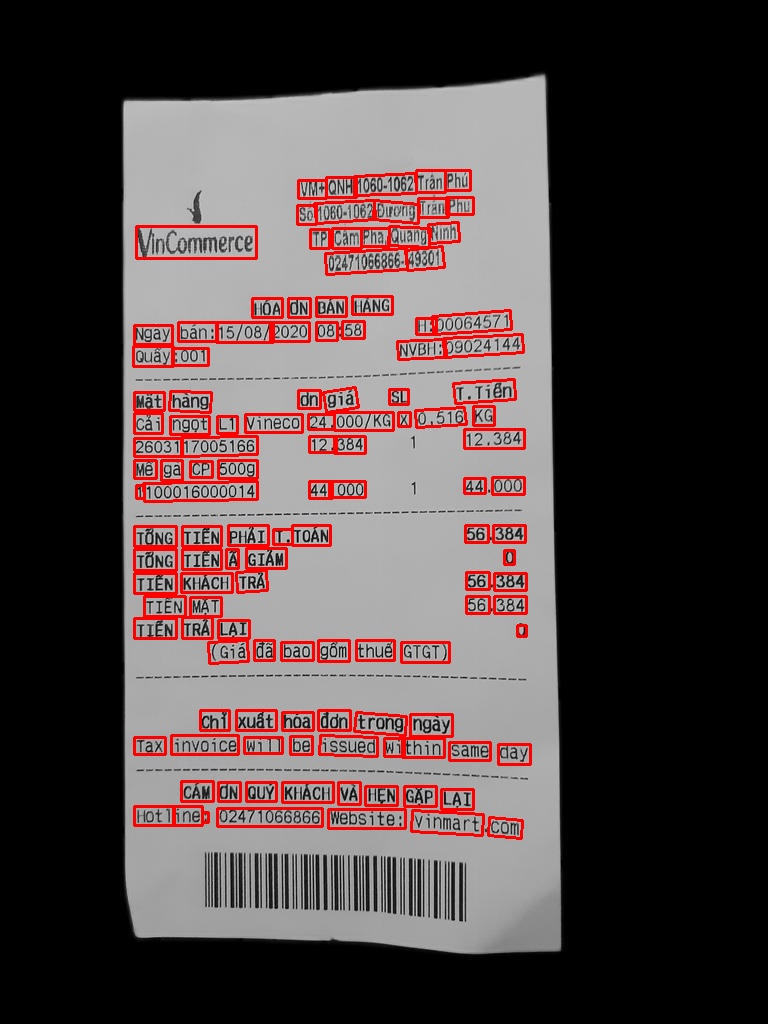 VinCommerce
VM+ QNH 1060-1062 Trần Phú
Số 1060-1062 Đường Trần Phú
TP Cẩm Phả, Quảng Ninh
02471066866-49301
HÓA ĐƠN BÁN HÀNG
Ngày bán:15/08/2020 08:58 HĐ:00064571
Quầy:001 NVBH:09024144
Mặt hàng Đơn giá SL T.Tiền
Cải ngọt L1 Vineco 24.000/KG X 0,516 KG
2603117005166 12.384 1 12.384
Mề gà CP 500g
1100016000014 44.000 1 44.000
TỔNG TIỀN PHẢI T.TOÁN 56.384
TỔNG TIỀN ĐÃ GIẢM 0
TIỀN KHÁCH TRẢ 56.384
TIỀN MẶT 56.384
TIỀN TRẢ LẠI 0
(Giá đã bao gồm thuế GTGT)
Chỉ xuất hóa đơn trong ngày
Tax invoice will be issued within same day
CẢM ƠN QUÝ KHÁCH VÀ HẸN GẶP LẠI
Hotline: 02471066866 Website: vinmart.com